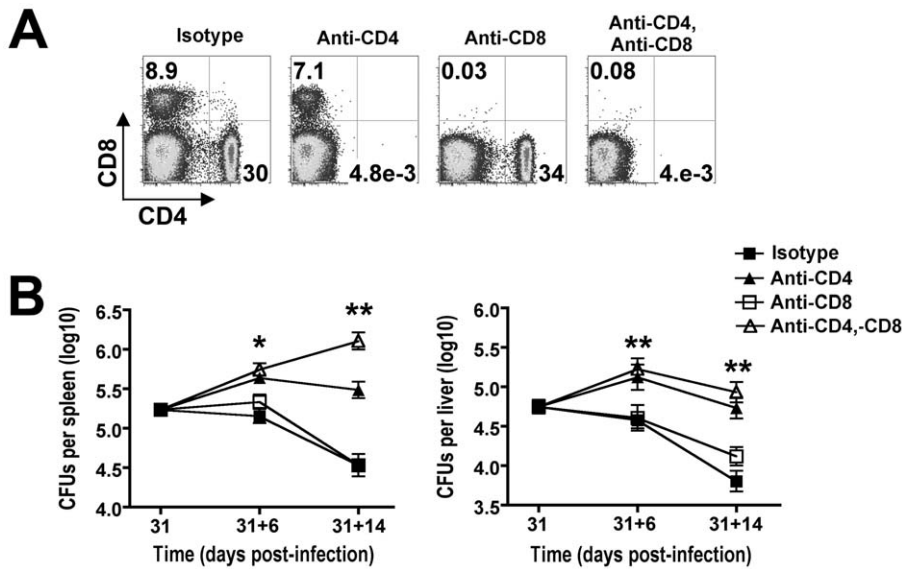 A
Isotype
Anti-CD4
Anti-CD8
Anti-CD4,
Anti-CD8
8.9
7.1
0.03
0.08
30
4.8e-3
34
4.e-3
CD8
CD4
B
Isotype
Anti-CD4
Anti-CD8
Anti-CD4,-CD8
CFUs per spleen (log10)
6.5
6.0
5.5
5.0
4.5
4.0
*
**
31
31+6
31+14
Time (days post-infection)
CFUs per liver (log10)
6.0
5.5
5.0
4.5
4.0
3.5
**
**
31
31+6
31+14
Time (days post-infection)